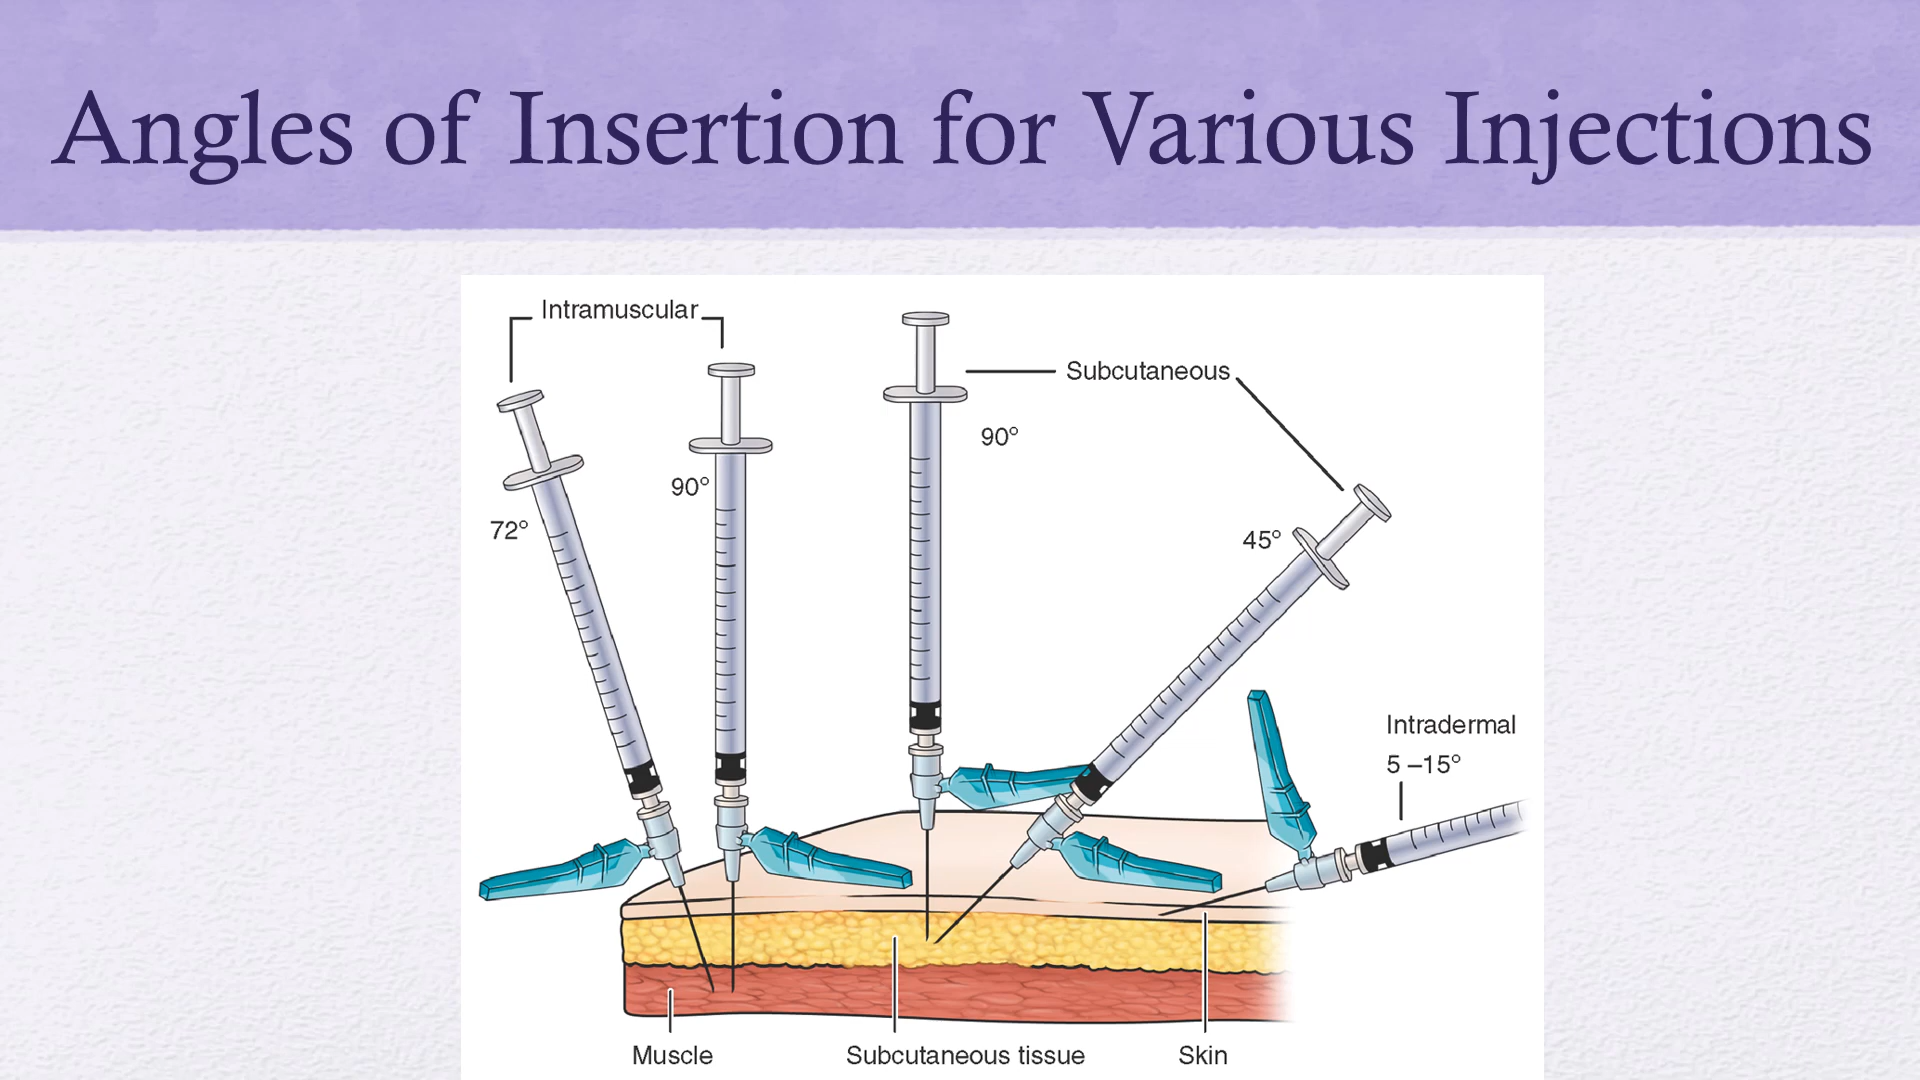 Angles of Insertion for Various Injections
Intramuscular
Subcutaneous
90°
90°
72°
45°
Intradermal
5 –15°
Muscle
Subcutaneous tissue
Skin